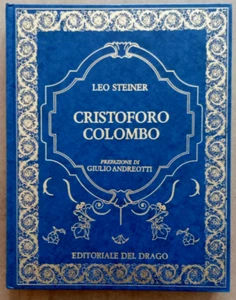 LEO STEINER
CRISTOFORO
COLOMBO
PREFAZIONE DI
GIULIO ANDREOTTI
EDITORIALE DEL DRAGO